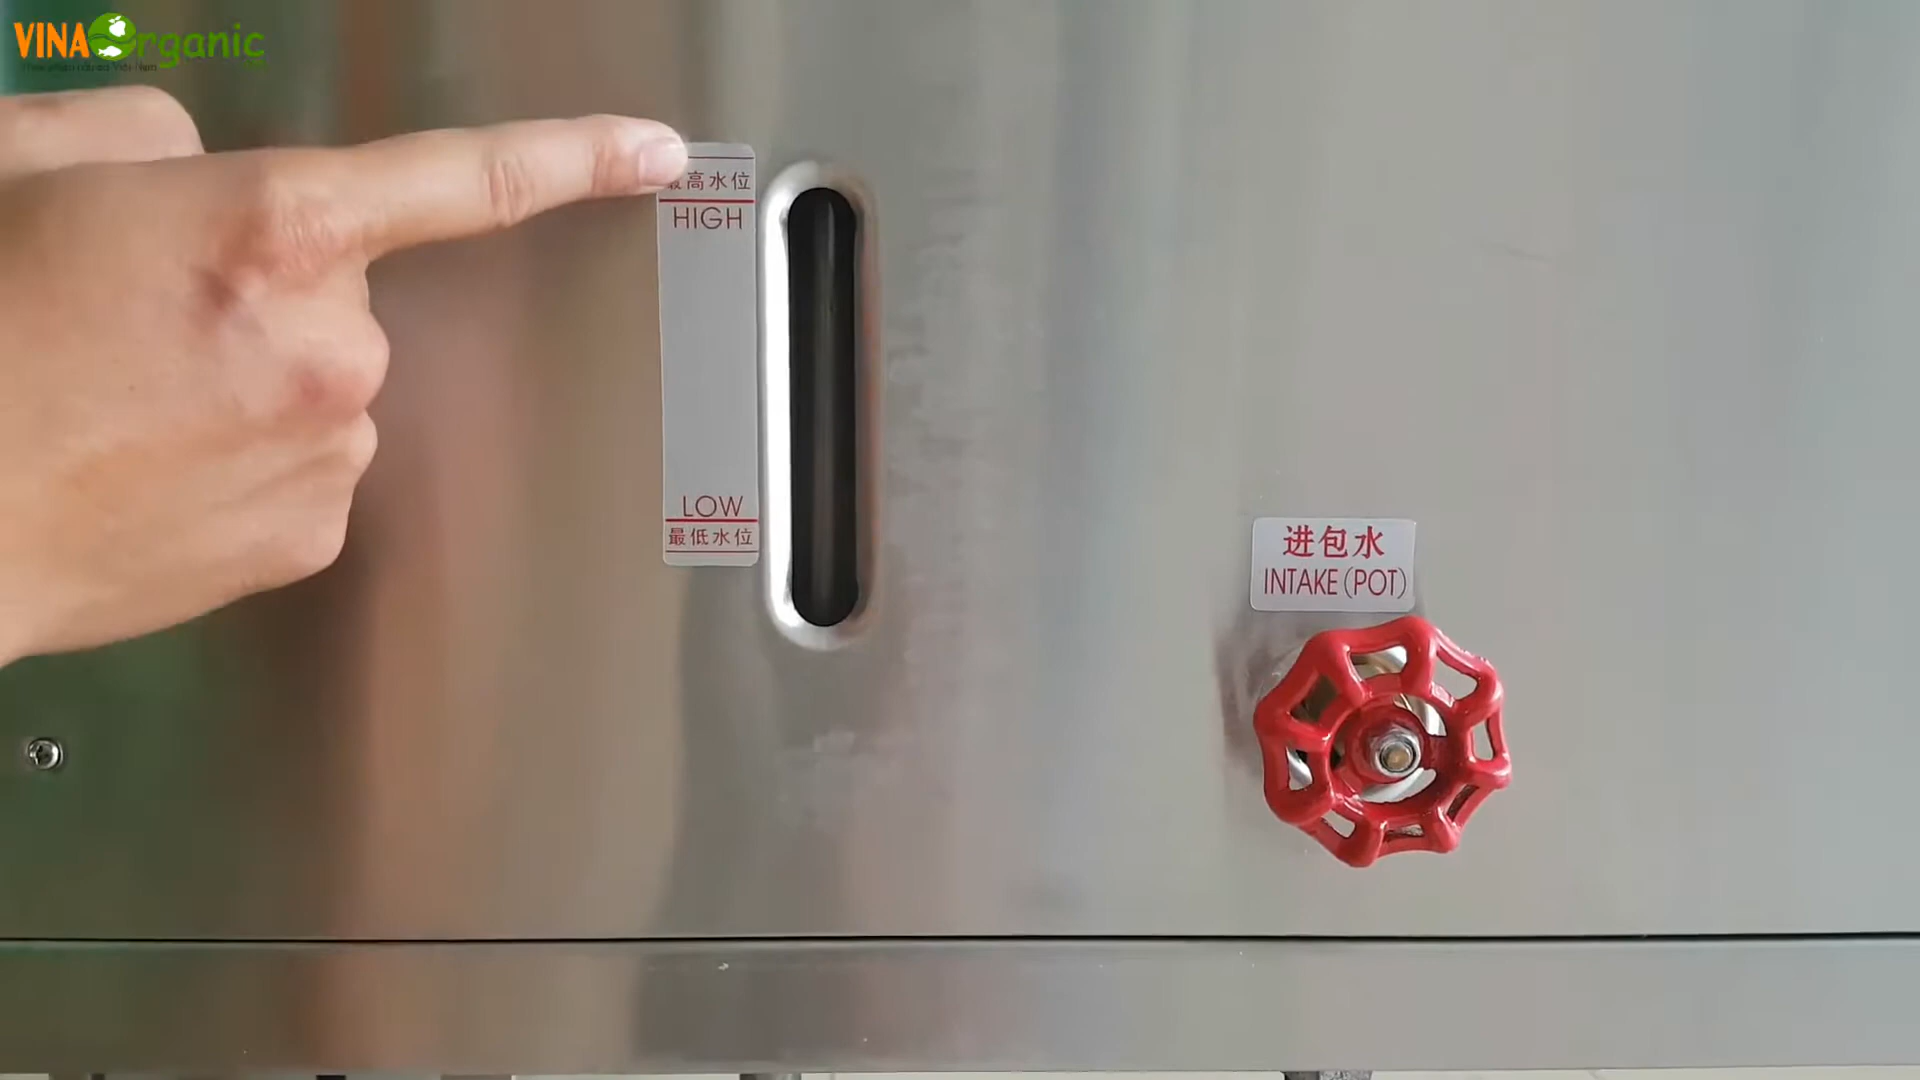 VINAOrganic
最高水位
HIGH
LOW
最低水位
进包水
INTAKE (POT)